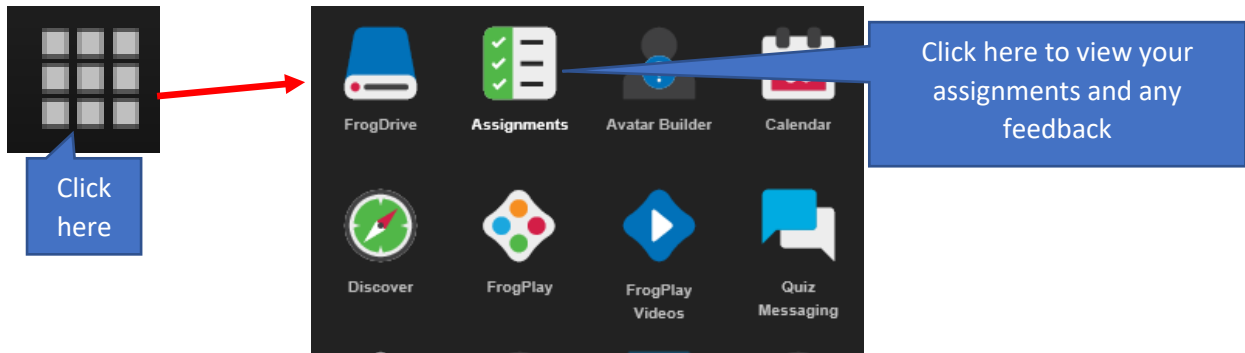 Click here to view your
assignments and any
feedback
FrogDrive
Assignments
Avatar Builder
Calendar
Click
here
Discover
FrogPlay
FrogPlay
Videos
Quiz
Messaging